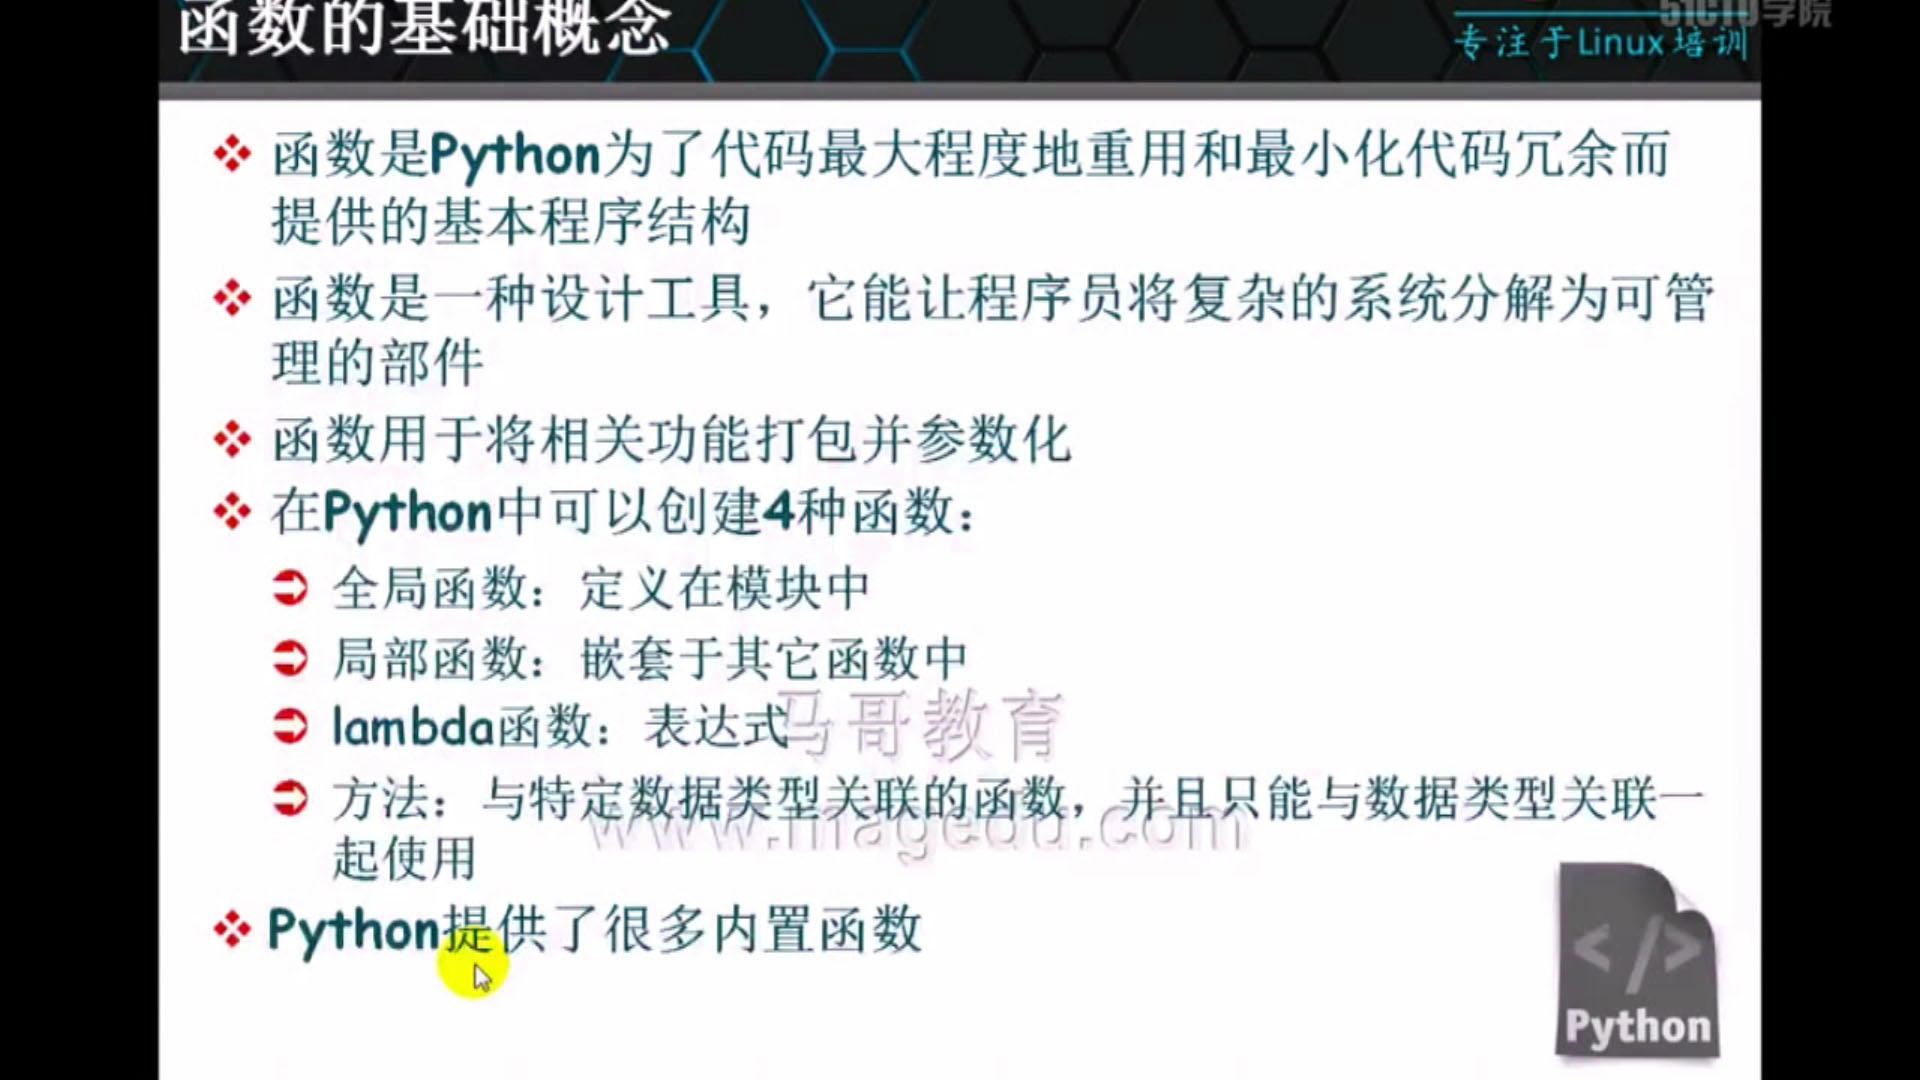 函数的基础概念
51CTO学院
专注于Linux培训
函数是Python为了代码最大程度地重用和最小化代码冗余而
提供的基本程序结构
函数是一种设计工具，它能让程序员将复杂的系统分解为可管
理的部件
函数用于将相关功能打包并参数化
在Python中可以创建4种函数：
全局函数：定义在模块中
局部函数：嵌套于其它函数中
lambda函数：表达式
马哥教育
方法：与特定数据类型关联的函数，并且只能与数据类型关联一
www.magedu.com
起使用
Python提供了很多内置函数
</>
Python